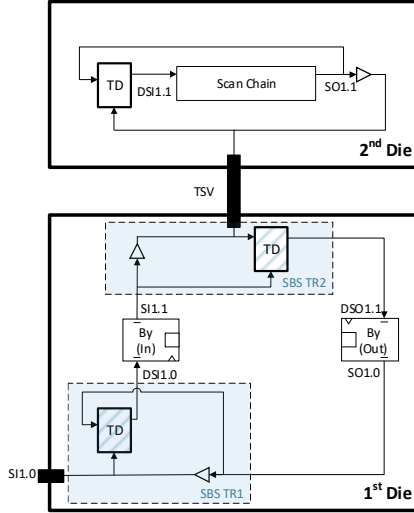 TD
DSI1.1
Scan Chain
SO1.1
2nd Die
TSV
TD
SBS TR2
SI1.1
DSO1.1
By
(In)
By
(Out)
DSI1.0
SO1.0
TD
SI1.0
SBS TR1
1st Die